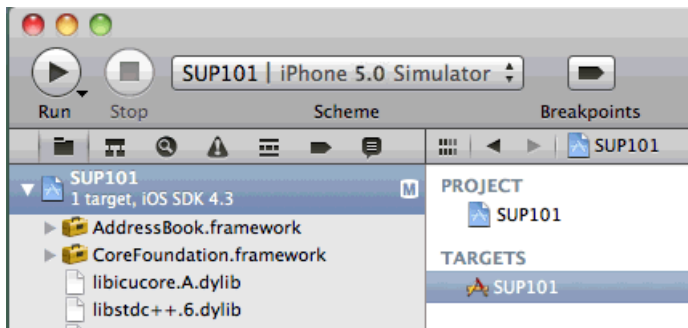 SUP101 | iPhone 5.0 Simulator
Run Stop Scheme Breakpoints
SUP101
SUP101
1 target, iOS SDK 4.3
M
AddressBook.framework
CoreFoundation.framework
libicucore.A.dylib
libstdc++.6.dylib
PROJECT
SUP101
TARGETS
SUP101